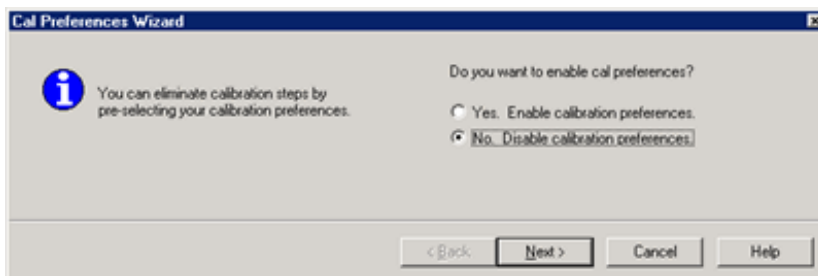 Cal Preferences Wizard
You can eliminate calibration steps by
pre-selecting your calibration preferences.
Do you want to enable cal preferences?
Yes. Enable calibration preferences.
No. Disable calibration preferences.
< Back
Next >
Cancel
Help